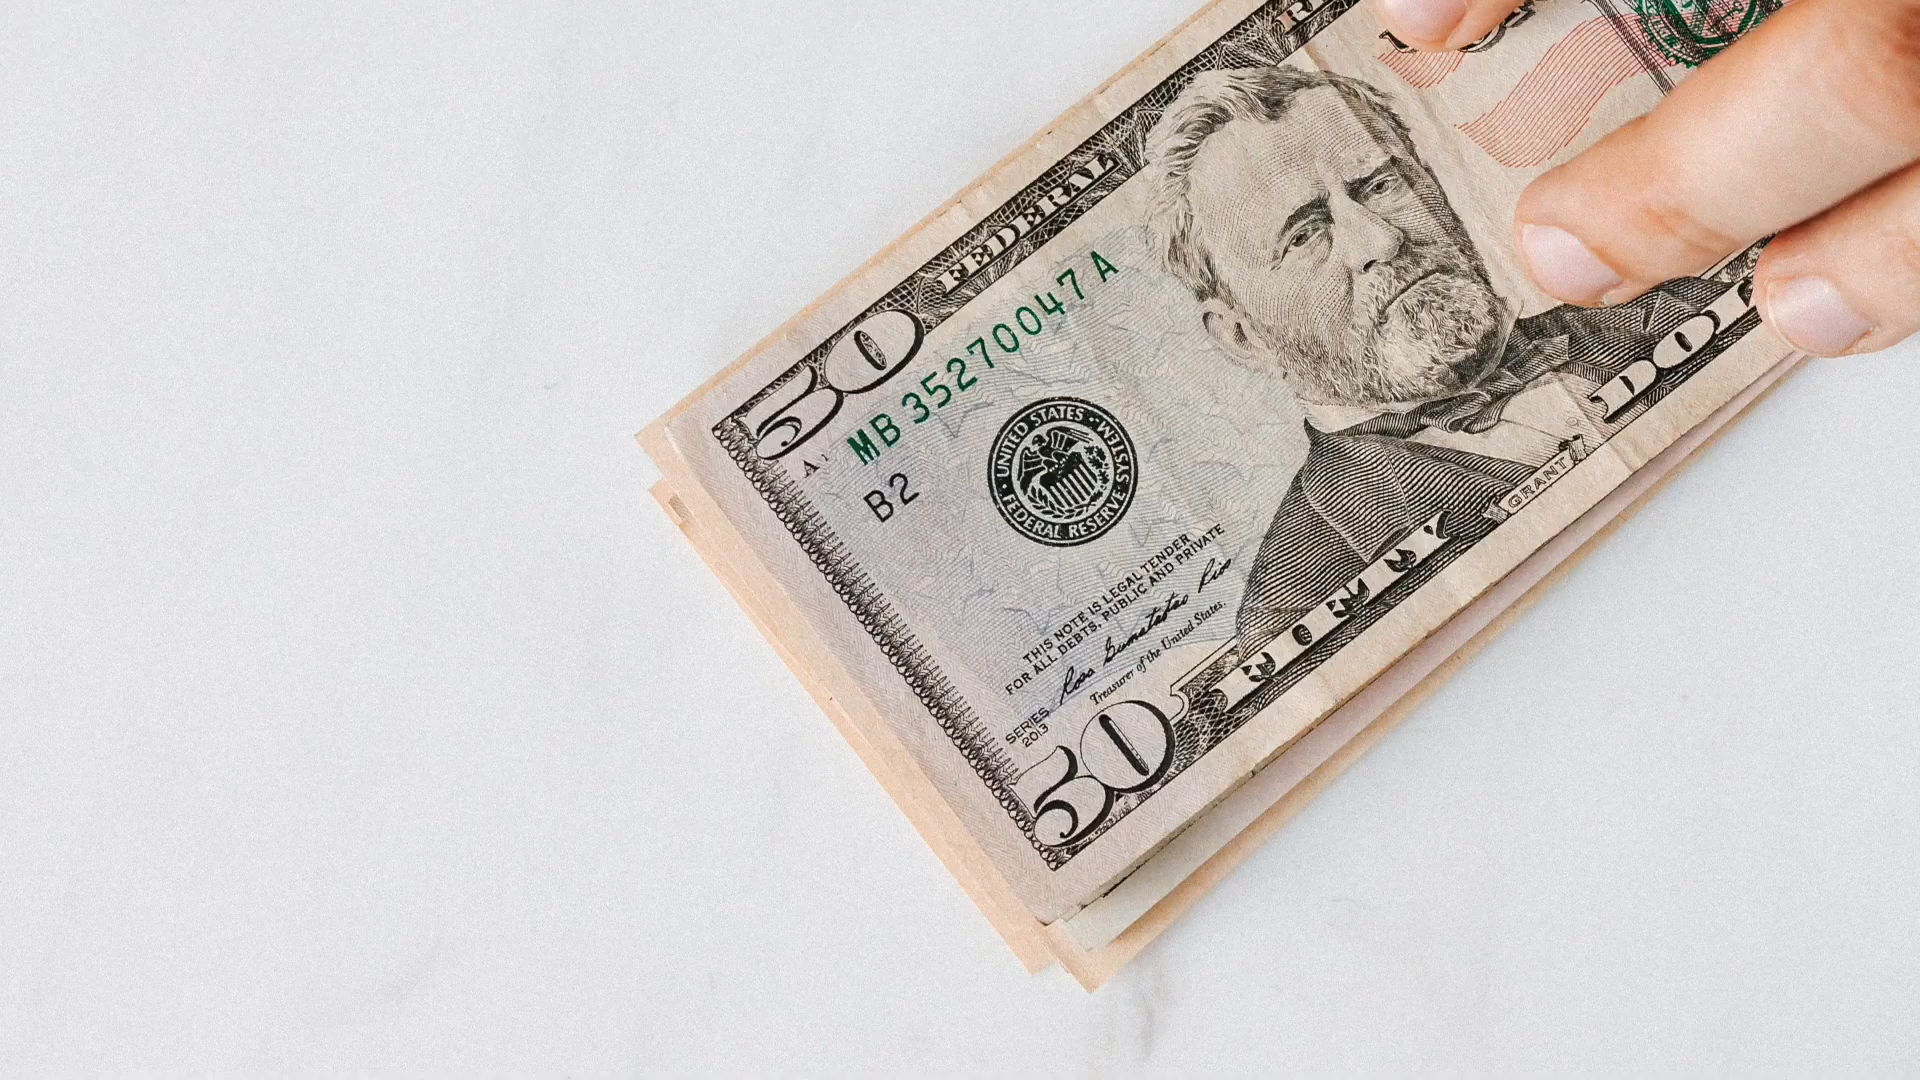 FEDERAL
50
MB 35270047 A
A
B2
UNITED STATES
FEDERAL RESERVE SYSTEM
THIS NOTE IS LEGAL TENDER
FOR ALL DEBTS, PUBLIC AND PRIVATE
Treasurer of the United States.
SERIES
2013
50
FIFTY
DOL
GRANT